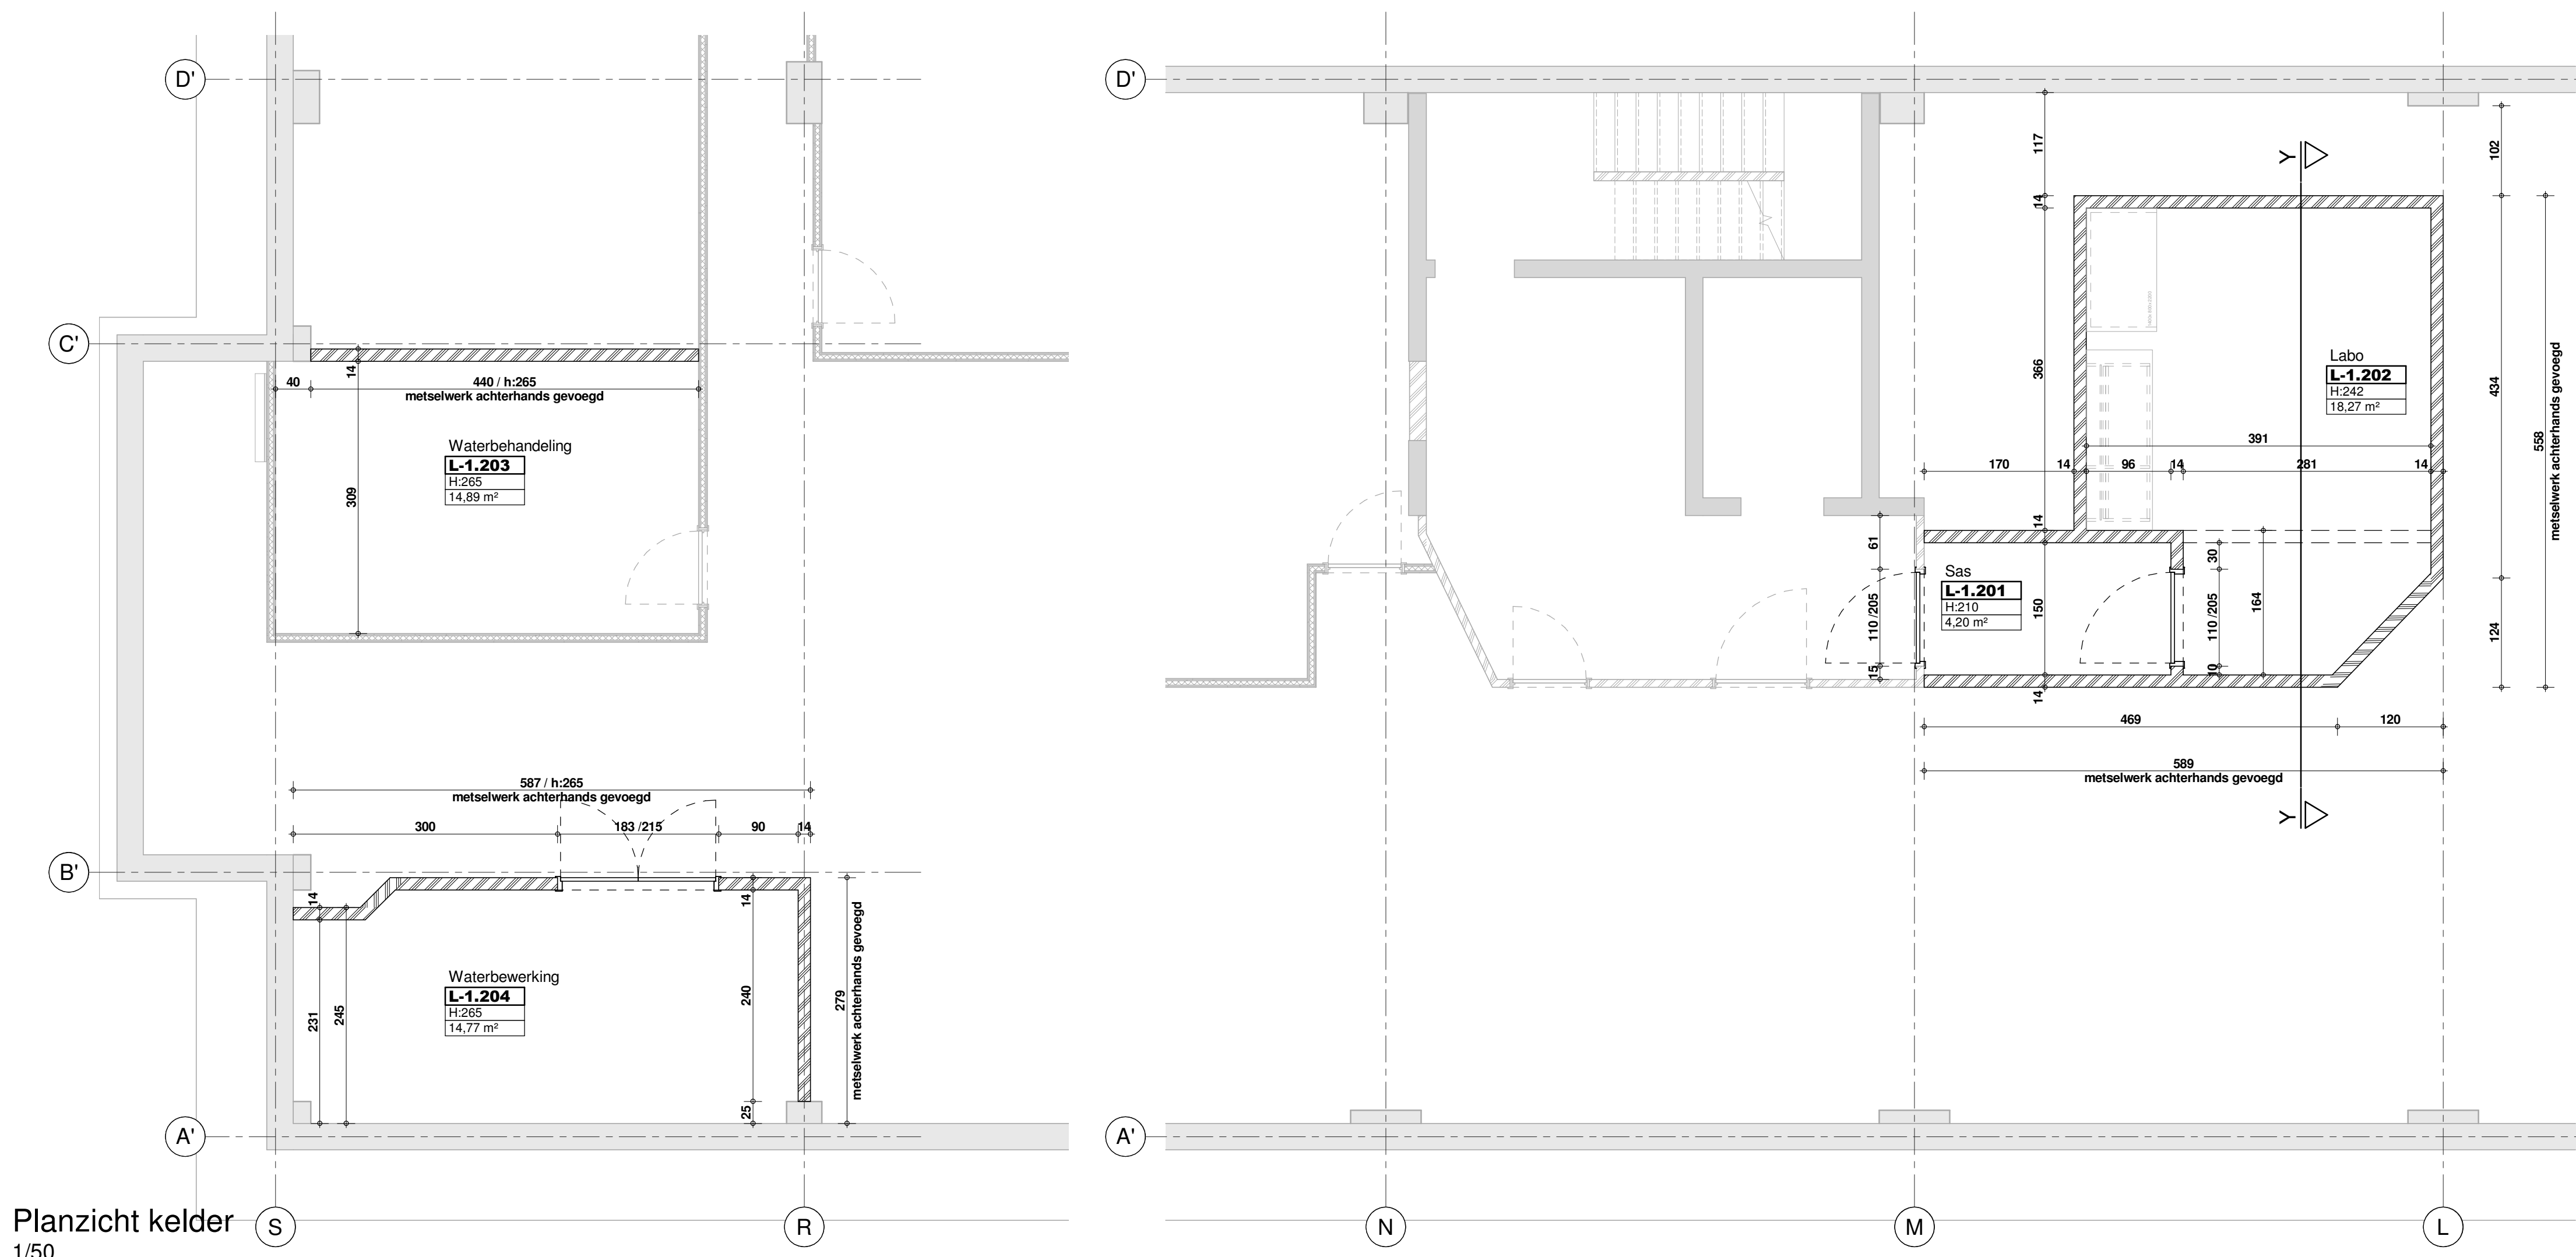 D'
D'
117
102
14
C'
14
40
440 / h:265
metselwerk achterhands gevoegd
Waterbehandeling
L-1.203
H:265
14,89 m²
309
366
Labo
L-1.202
H:242
18,27 m²
434
558
metselwerk achterhands gevoegd
391
170
14
96
14
281
14
14
61
30
Sas
L-1.201
H:210
4,20 m²
110 /205
150
110 /205
164
124
15
10
14
469
120
589
metselwerk achterhands gevoegd
Y
Y
587 / h:265
metselwerk achterhands gevoegd
300
183 /215
90
14
B'
14
14
Waterbewerking
L-1.204
H:265
14,77 m²
231
245
240
279
metselwerk achterhands gevoegd
25
A'
A'
Planzicht kelder
1/50
S
R
N
M
L